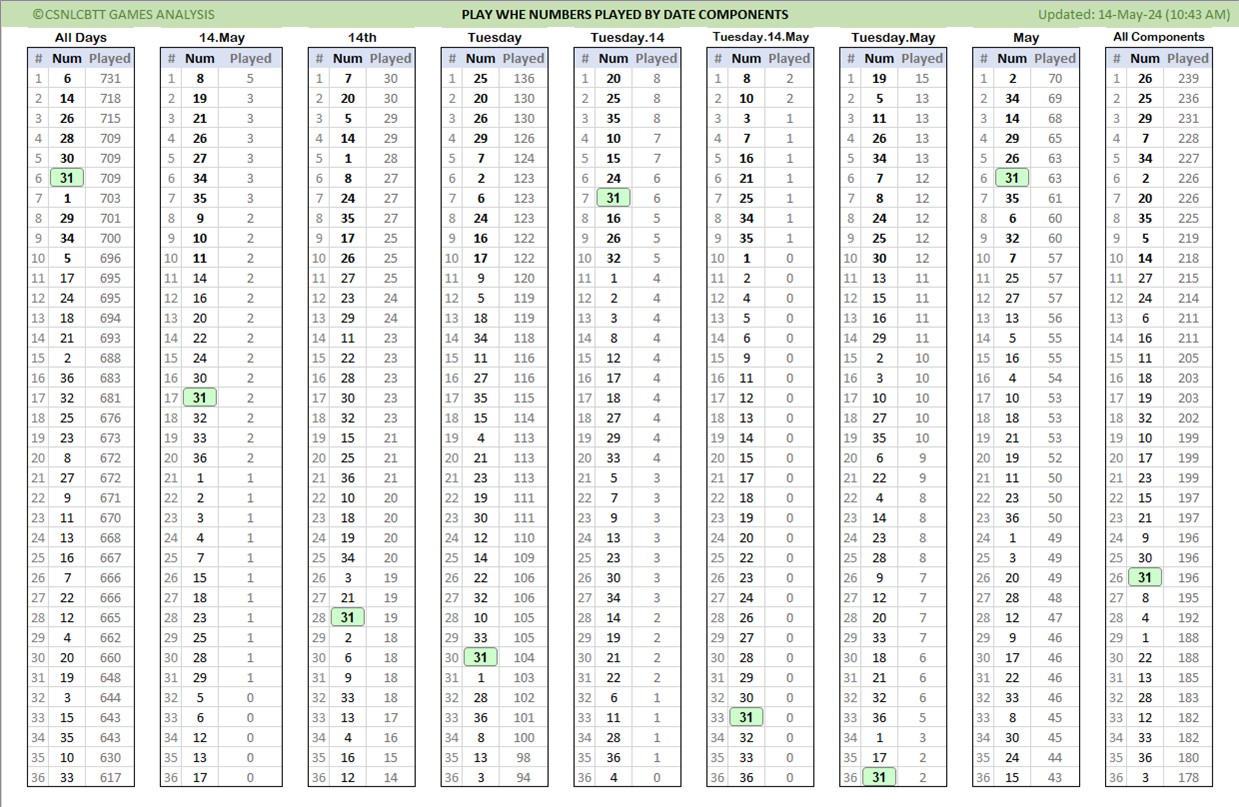 ©CSNLCBTT GAMES ANALYSIS PLAY WHE NUMBERS PLAYED BY DATE COMPONENTS Updated: 14-May-24 (10:43 AM)
All Days 14.May 14th Tuesday Tuesday.14 Tuesday.14.May Tuesday.May May All Components
# Num Played # Num Played # Num Played # Num Played # Num Played # Num Played # Num Played # Num Played # Num Played
1 6 731 1 8 5 1 7 30 1 25 136 1 20 8 1 8 2 1 19 15 1 2 70 1 26 239
2 14 718 2 19 3 2 20 30 2 20 130 2 25 8 2 10 2 2 5 13 2 34 69 2 25 236
3 26 715 3 21 3 3 5 29 3 26 130 3 35 8 3 3 1 3 11 13 3 14 68 3 29 231
4 28 709 4 26 3 4 14 29 4 29 126 4 10 7 4 7 1 4 26 13 4 29 65 4 7 228
5 30 709 5 27 3 5 1 28 5 7 124 5 15 7 5 16 1 5 34 13 5 26 63 5 34 227
6 31 709 6 34 3 6 8 27 6 2 123 6 24 6 6 21 1 6 7 12 6 31 63 6 2 226
7 1 703 7 35 3 7 24 27 7 6 123 7 31 6 7 25 1 7 8 12 7 35 61 7 20 226
8 29 701 8 9 2 8 35 27 8 24 123 8 16 5 8 34 1 8 24 12 8 6 60 8 35 225
9 34 700 9 10 2 9 17 25 9 16 122 9 26 5 9 35 1 9 25 12 9 32 60 9 5 219
10 5 696 10 11 2 10 26 25 10 17 122 10 32 5 10 1 0 10 30 12 10 7 57 10 14 218
11 17 695 11 14 2 11 27 25 11 9 120 11 1 4 11 2 0 11 13 11 11 25 57 11 27 215
12 24 695 12 16 2 12 23 24 12 5 119 12 2 4 12 4 0 12 15 11 12 27 57 12 24 214
13 18 694 13 20 2 13 29 24 13 18 119 13 3 4 13 5 0 13 16 11 13 13 56 13 6 211
14 21 693 14 22 2 14 11 23 14 34 118 14 8 4 14 6 0 14 29 11 14 5 55 14 16 211
15 2 688 15 24 2 15 22 23 15 11 116 15 12 4 15 9 0 15 2 10 15 16 55 15 11 205
16 36 683 16 30 2 16 28 23 16 27 116 16 17 4 16 11 0 16 3 10 16 4 54 16 18 203
17 32 681 17 31 2 17 30 23 17 35 115 17 18 4 17 12 0 17 10 10 17 10 53 17 19 203
18 25 676 18 32 2 18 32 23 18 15 114 18 27 4 18 13 0 18 27 10 18 18 53 18 32 202
19 23 673 19 33 2 19 15 21 19 4 113 19 29 4 19 14 0 19 35 10 19 21 53 19 10 199
20 8 672 20 36 2 20 25 21 20 21 113 20 33 4 20 15 0 20 6 9 20 19 52 20 17 199
21 27 672 21 1 1 21 36 21 21 23 113 21 5 3 21 17 0 21 22 9 21 11 50 21 23 199
22 9 671 22 2 1 22 10 20 22 19 111 22 7 3 22 18 0 22 4 8 22 23 50 22 15 197
23 11 670 23 3 1 23 18 20 23 30 111 23 9 3 23 19 0 23 14 8 23 36 50 23 21 197
24 13 668 24 4 1 24 19 20 24 12 110 24 13 3 24 20 0 24 23 8 24 1 49 24 9 196
25 16 667 25 7 1 25 34 20 25 14 109 25 23 3 25 22 0 25 28 8 25 3 49 25 30 196
26 7 666 26 15 1 26 3 19 26 22 106 26 30 3 26 23 0 26 9 7 26 20 49 26 31 196
27 22 666 27 18 1 27 21 19 27 32 106 27 34 3 27 24 0 27 12 7 27 28 48 27 8 195
28 12 665 28 23 1 28 31 19 28 10 105 28 14 2 28 26 0 28 20 7 28 12 47 28 4 192
29 4 662 29 25 1 29 2 18 29 33 105 29 19 2 29 27 0 29 33 7 29 9 46 29 1 188
30 20 660 30 28 1 30 6 18 30 31 104 30 21 2 30 28 0 30 18 6 30 17 46 30 22 188
31 19 648 31 29 1 31 9 18 31 1 103 31 22 2 31 29 0 31 21 6 31 22 46 31 13 185
32 3 644 32 5 0 32 33 18 32 28 102 32 6 1 32 30 0 32 32 6 32 33 46 32 28 183
33 15 643 33 6 0 33 13 17 33 36 101 33 11 1 33 31 0 33 36 5 33 8 45 33 12 182
34 35 643 34 12 0 34 4 16 34 8 100 34 28 1 34 32 0 34 1 3 34 30 45 34 33 182
35 10 630 35 13 0 35 16 15 35 13 98 35 36 1 35 33 0 35 17 2 35 24 44 35 36 180
36 33 617 36 17 0 36 12 14 36 3 94 36 4 0 36 36 0 36 31 2 36 15 43 36 3 178